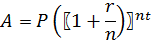 A = P(〖1 + r/n〗)^nt